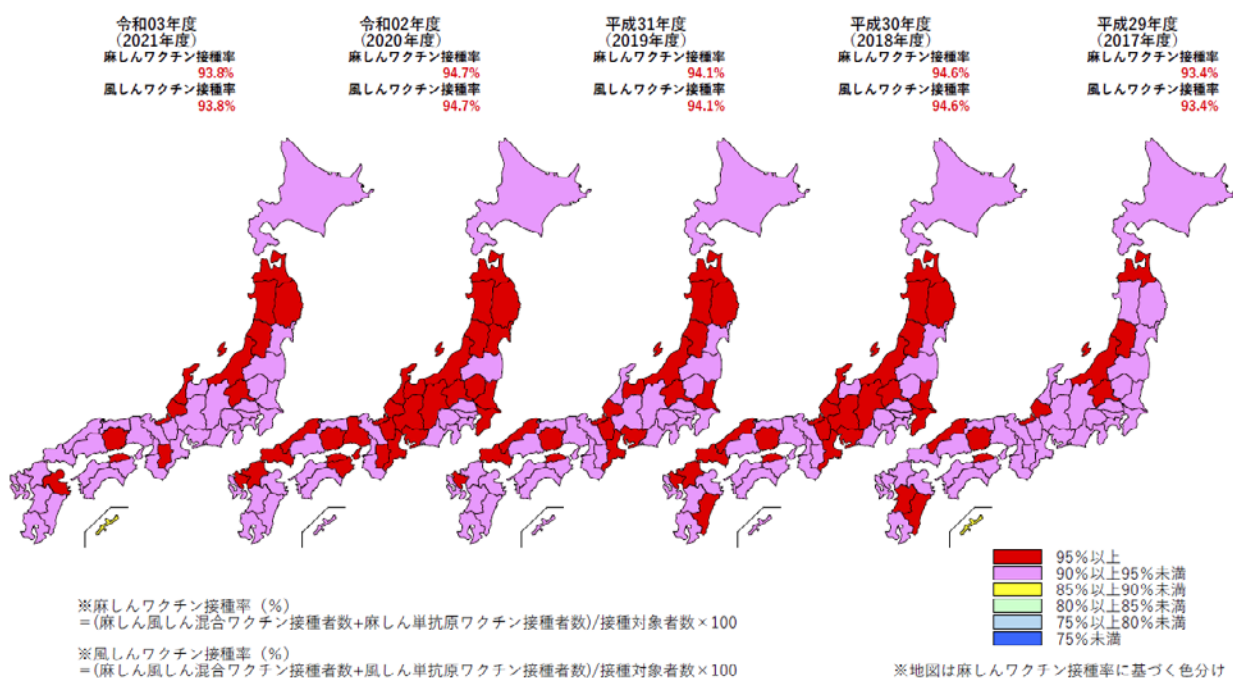 令和03年度
(2021年度)
麻しんワクチン接種率
93.8%
風しんワクチン接種率
93.8%
令和02年度
(2020年度)
麻しんワクチン接種率
94.7%
風しんワクチン接種率
94.7%
平成31年度
(2019年度)
麻しんワクチン接種率
94.1%
風しんワクチン接種率
94.1%
平成30年度
(2018年度)
麻しんワクチン接種率
94.6%
風しんワクチン接種率
94.6%
平成29年度
(2017年度)
麻しんワクチン接種率
93.4%
風しんワクチン接種率
93.4%
95%以上
90%以上95%未満
85%以上90%未満
80%以上85%未満
75%以上80%未満
75%未満
※麻しんワクチン接種率（%）
=(麻しん風しん混合ワクチン接種者数+麻しん単抗原ワクチン接種者数)/接種対象者数×100
※風しんワクチン接種率（%）
=(麻しん風しん混合ワクチン接種者数+風しん単抗原ワクチン接種者数)/接種対象者数×100
※地図は麻しんワクチン接種率に基づく色分け